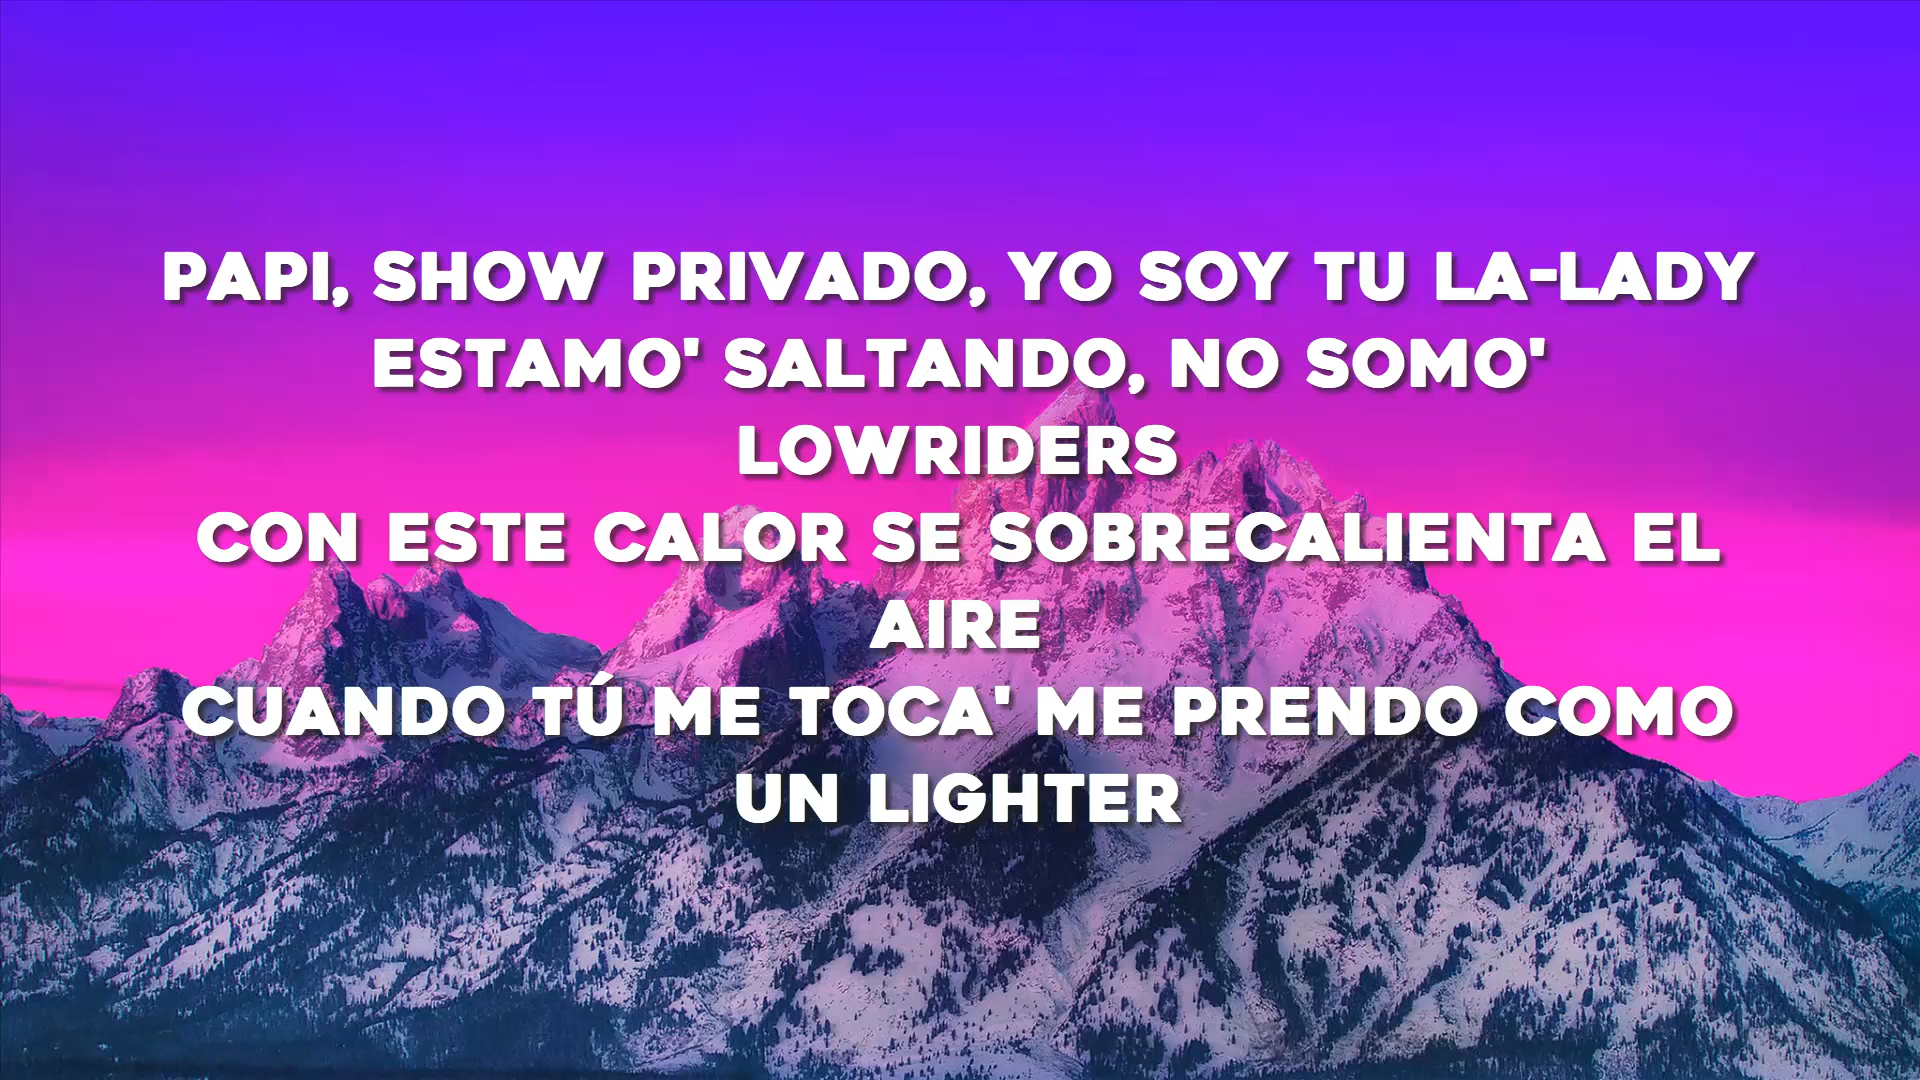 PAPI, SHOW PRIVADO, YO SOY TU LA-LADY
ESTAMO' SALTANDO, NO SOMO'
LOWRIDERS
CON ESTE CALOR SE SOBRECALIENTA EL
AIRE
CUANDO TÚ ME TOCA' ME PRENDO COMO
UN LIGHTER